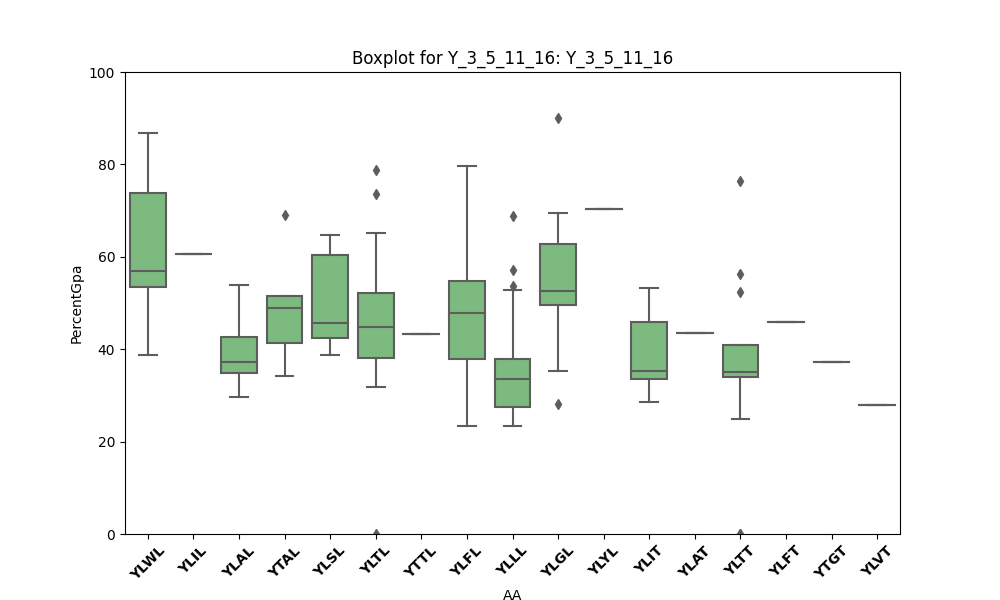 Boxplot for Y_3_5_11_16: Y_3_5_11_16
100
80
60
40
20
0
PercentGpa
YLWL YLIL YLAL YTAL YLSL YLTL YTTL YLFL YLLL YLGL YLYL YLIT YLAT YLTT YLFT YTGT YLVT
AA